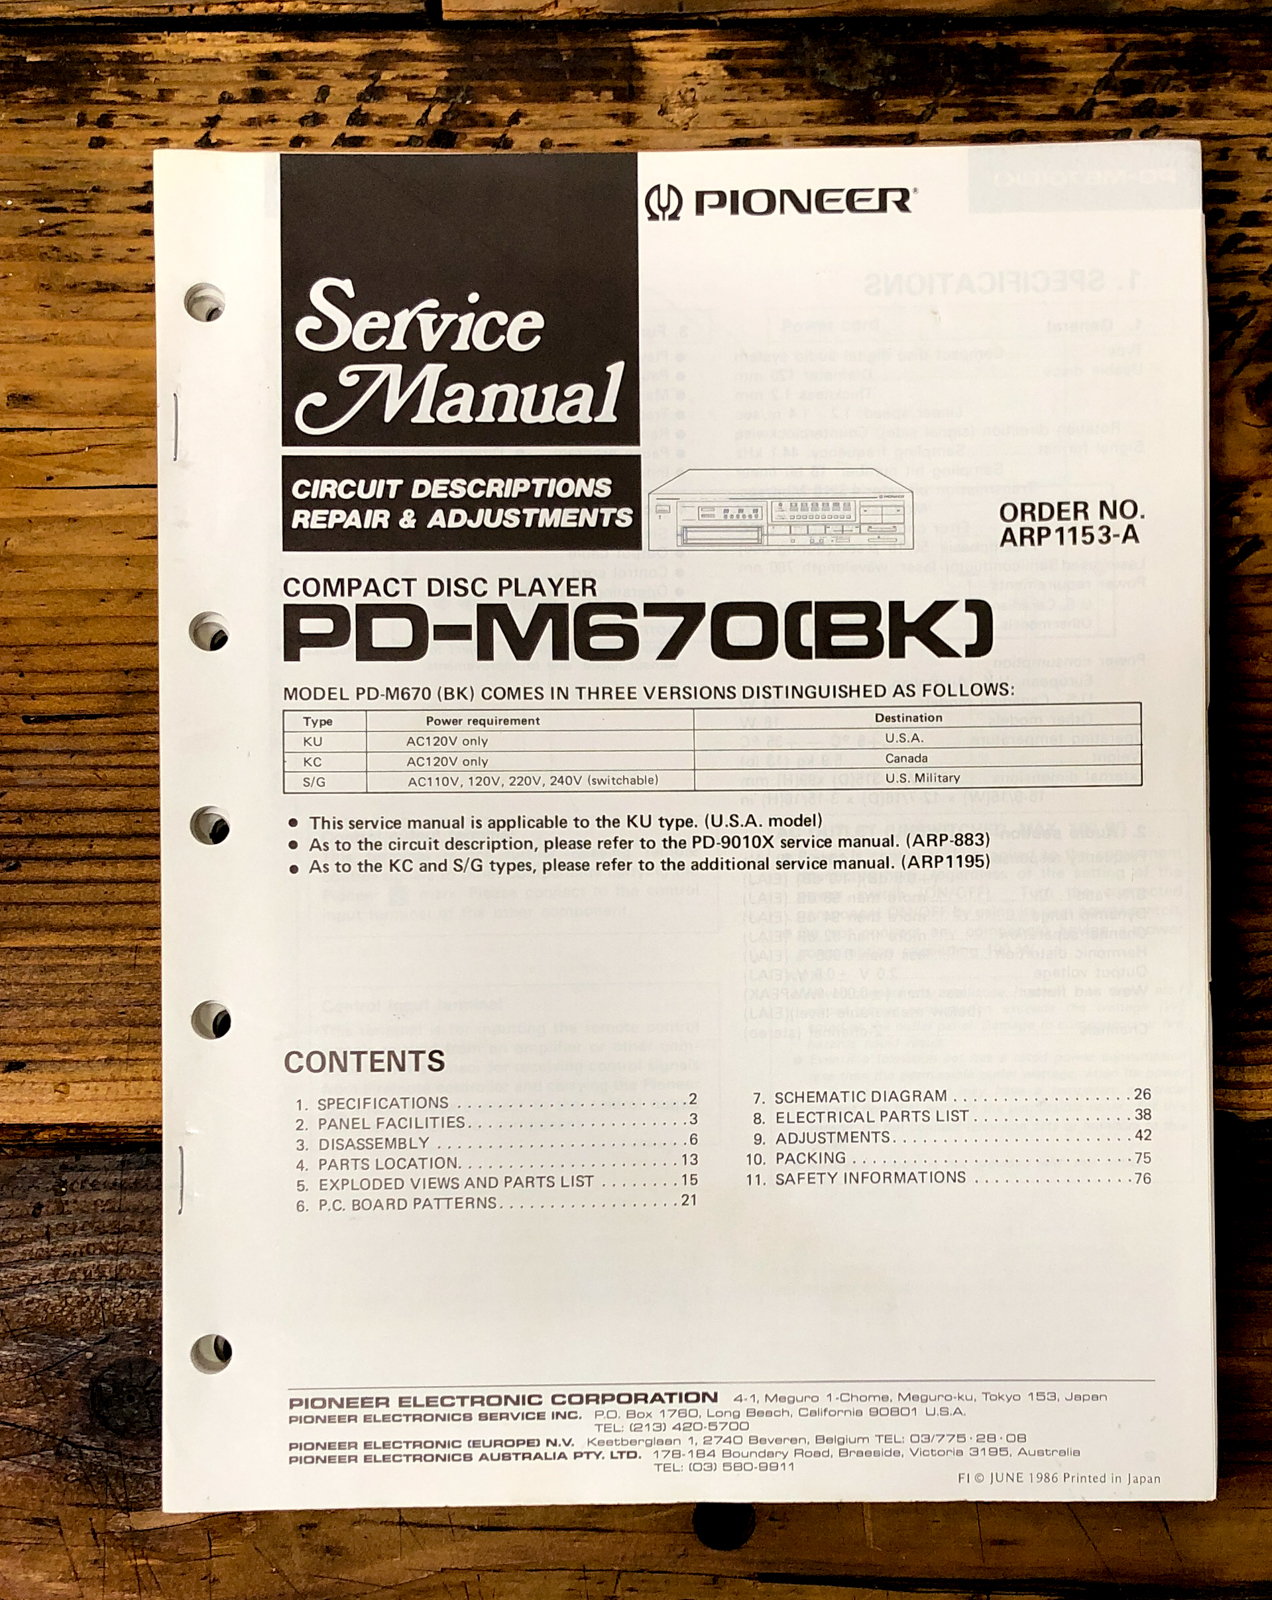 PIONEER®
Service
Manual
CIRCUIT DESCRIPTIONS
REPAIR & ADJUSTMENTS
ORDER NO.
ARP1153-A
COMPACT DISC PLAYER
PD-M670(BK)
MODEL PD-M670 (BK) COMES IN THREE VERSIONS DISTINGUISHED AS FOLLOWS:
Type Power requirement Destination
KU AC120V only U.S.A.
KC AC120V only Canada
S/G AC110V, 120V, 220V, 240V (switchable) U.S. Military
● This service manual is applicable to the KU type. (U.S.A. model)
● As to the circuit description, please refer to the PD-9010X service manual. (ARP-883)
● As to the KC and S/G types, please refer to the additional service manual. (ARP1195)
CONTENTS
1. SPECIFICATIONS . . . . . . . . . . . . . . . . . . . . . . . 2
2. PANEL FACILITIES. . . . . . . . . . . . . . . . . . . . . . 3
3. DISASSEMBLY . . . . . . . . . . . . . . . . . . . . . . . . . 6
4. PARTS LOCATION. . . . . . . . . . . . . . . . . . . . . . 13
5. EXPLODED VIEWS AND PARTS LIST . . . . . . . . 15
6. P.C. BOARD PATTERNS. . . . . . . . . . . . . . . . . . 21
7. SCHEMATIC DIAGRAM . . . . . . . . . . . . . . . . . . 26
8. ELECTRICAL PARTS LIST . . . . . . . . . . . . . . . . 38
9. ADJUSTMENTS. . . . . . . . . . . . . . . . . . . . . . . . 42
10. PACKING . . . . . . . . . . . . . . . . . . . . . . . . . . . . 75
11. SAFETY INFORMATIONS . . . . . . . . . . . . . . . . 76
PIONEER ELECTRONIC CORPORATION 4-1, Meguro 1-Chome, Meguro-ku, Tokyo 153, Japan
PIONEER ELECTRONICS SERVICE INC. P.O. Box 1760, Long Beach, California 90801 U.S.A.
TEL: (213) 420-5700
PIONEER ELECTRONIC (EUROPE) N.V. Keetberglaan 1, 2740 Beveren, Belgium TEL: 03/775·28·08
PIONEER ELECTRONICS AUSTRALIA PTY. LTD. 178-184 Boundary Road, Braeside, Victoria 3195, Australia
TEL: (03) 580-9911
FI © JUNE 1986 Printed in Japan